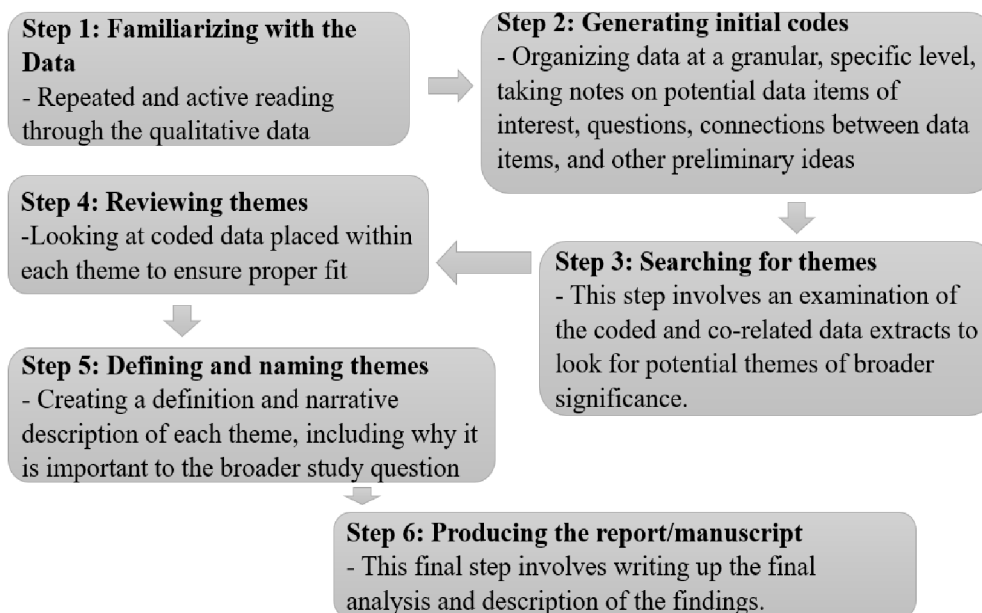 Step 1: Familiarizing with the
Data
- Repeated and active reading
through the qualitative data
Step 2: Generating initial codes
- Organizing data at a granular, specific level,
taking notes on potential data items of
interest, questions, connections between data
items, and other preliminary ideas
Step 3: Searching for themes
- This step involves an examination of
the coded and co-related data extracts to
look for potential themes of broader
significance.
Step 4: Reviewing themes
-Looking at coded data placed within
each theme to ensure proper fit
Step 5: Defining and naming themes
- Creating a definition and narrative
description of each theme, including why it
is important to the broader study question
Step 6: Producing the report/manuscript
- This final step involves writing up the final
analysis and description of the findings.